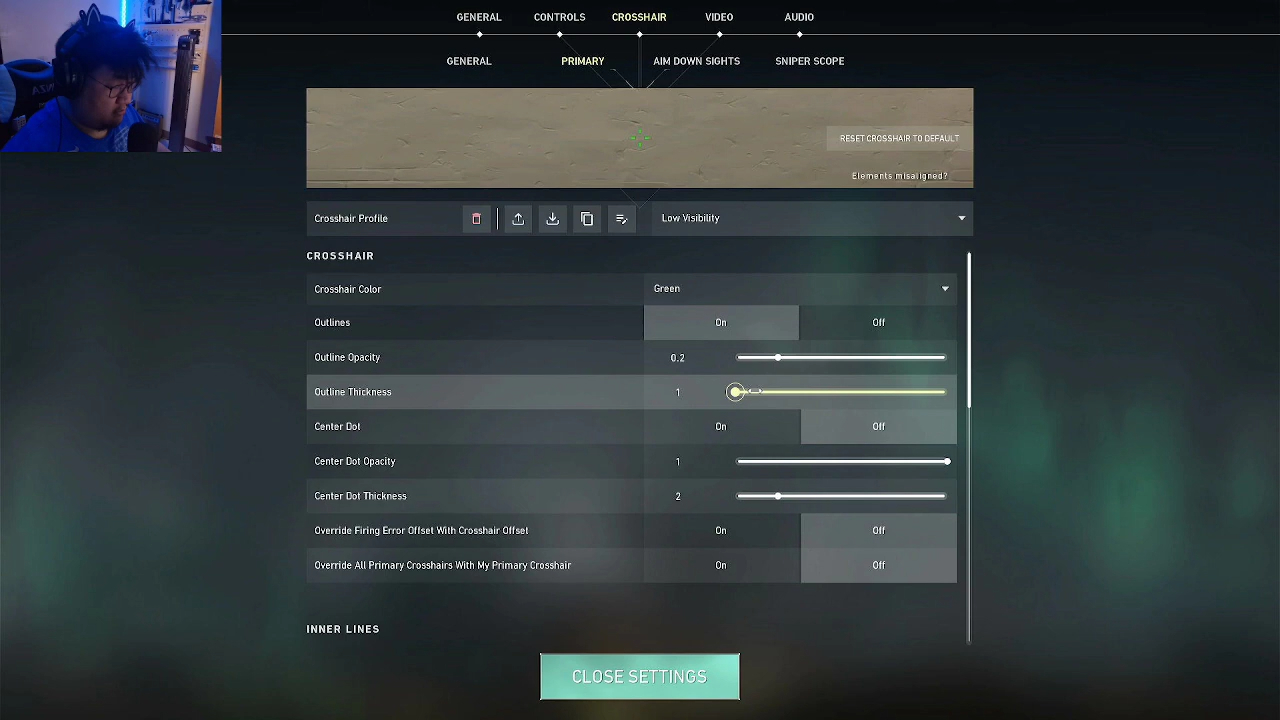 GENERAL CONTROLS CROSSHAIR VIDEO AUDIO
GENERAL PRIMARY AIM DOWN SIGHTS SNIPER SCOPE
RESET CROSSHAIR TO DEFAULT
Elements misaligned?
Crosshair Profile Low Visibility
CROSSHAIR
Crosshair Color Green
Outlines On Off
Outline Opacity 0.2
Outline Thickness 1
Center Dot On Off
Center Dot Opacity 1
Center Dot Thickness 2
Override Firing Error Offset With Crosshair Offset On Off
Override All Primary Crosshairs With My Primary Crosshair On Off
INNER LINES
CLOSE SETTINGS